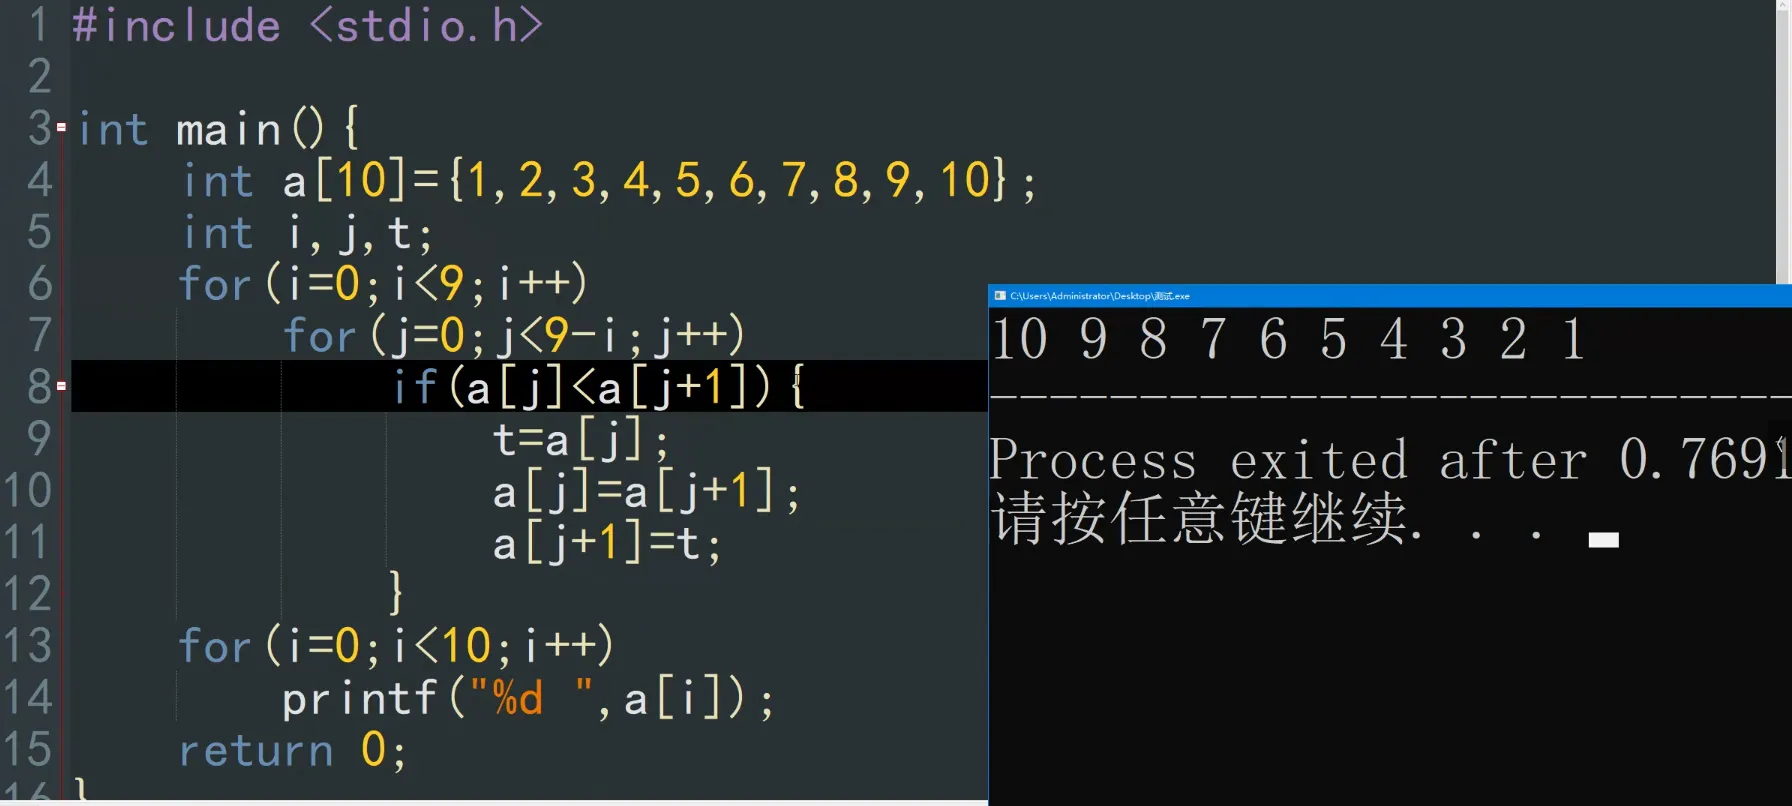 1 #include <stdio.h>
2
3 int main(){
4 int a[10]={1,2,3,4,5,6,7,8,9,10};
5 int i,j,t;
6 for(i=0;i<9;i++)
7 for(j=0;j<9-i;j++)
8 if(a[j]<a[j+1]){
9 t=a[j];
10 a[j]=a[j+1];
11 a[j+1]=t;
12 }
13 for(i=0;i<10;i++)
14 printf("%d ",a[i]);
15 return 0;
16 }
C:\Users\Administrator\Desktop\测试.exe
10 9 8 7 6 5 4 3 2 1
--------------------------------
Process exited after 0.7691
请按任意键继续. . .